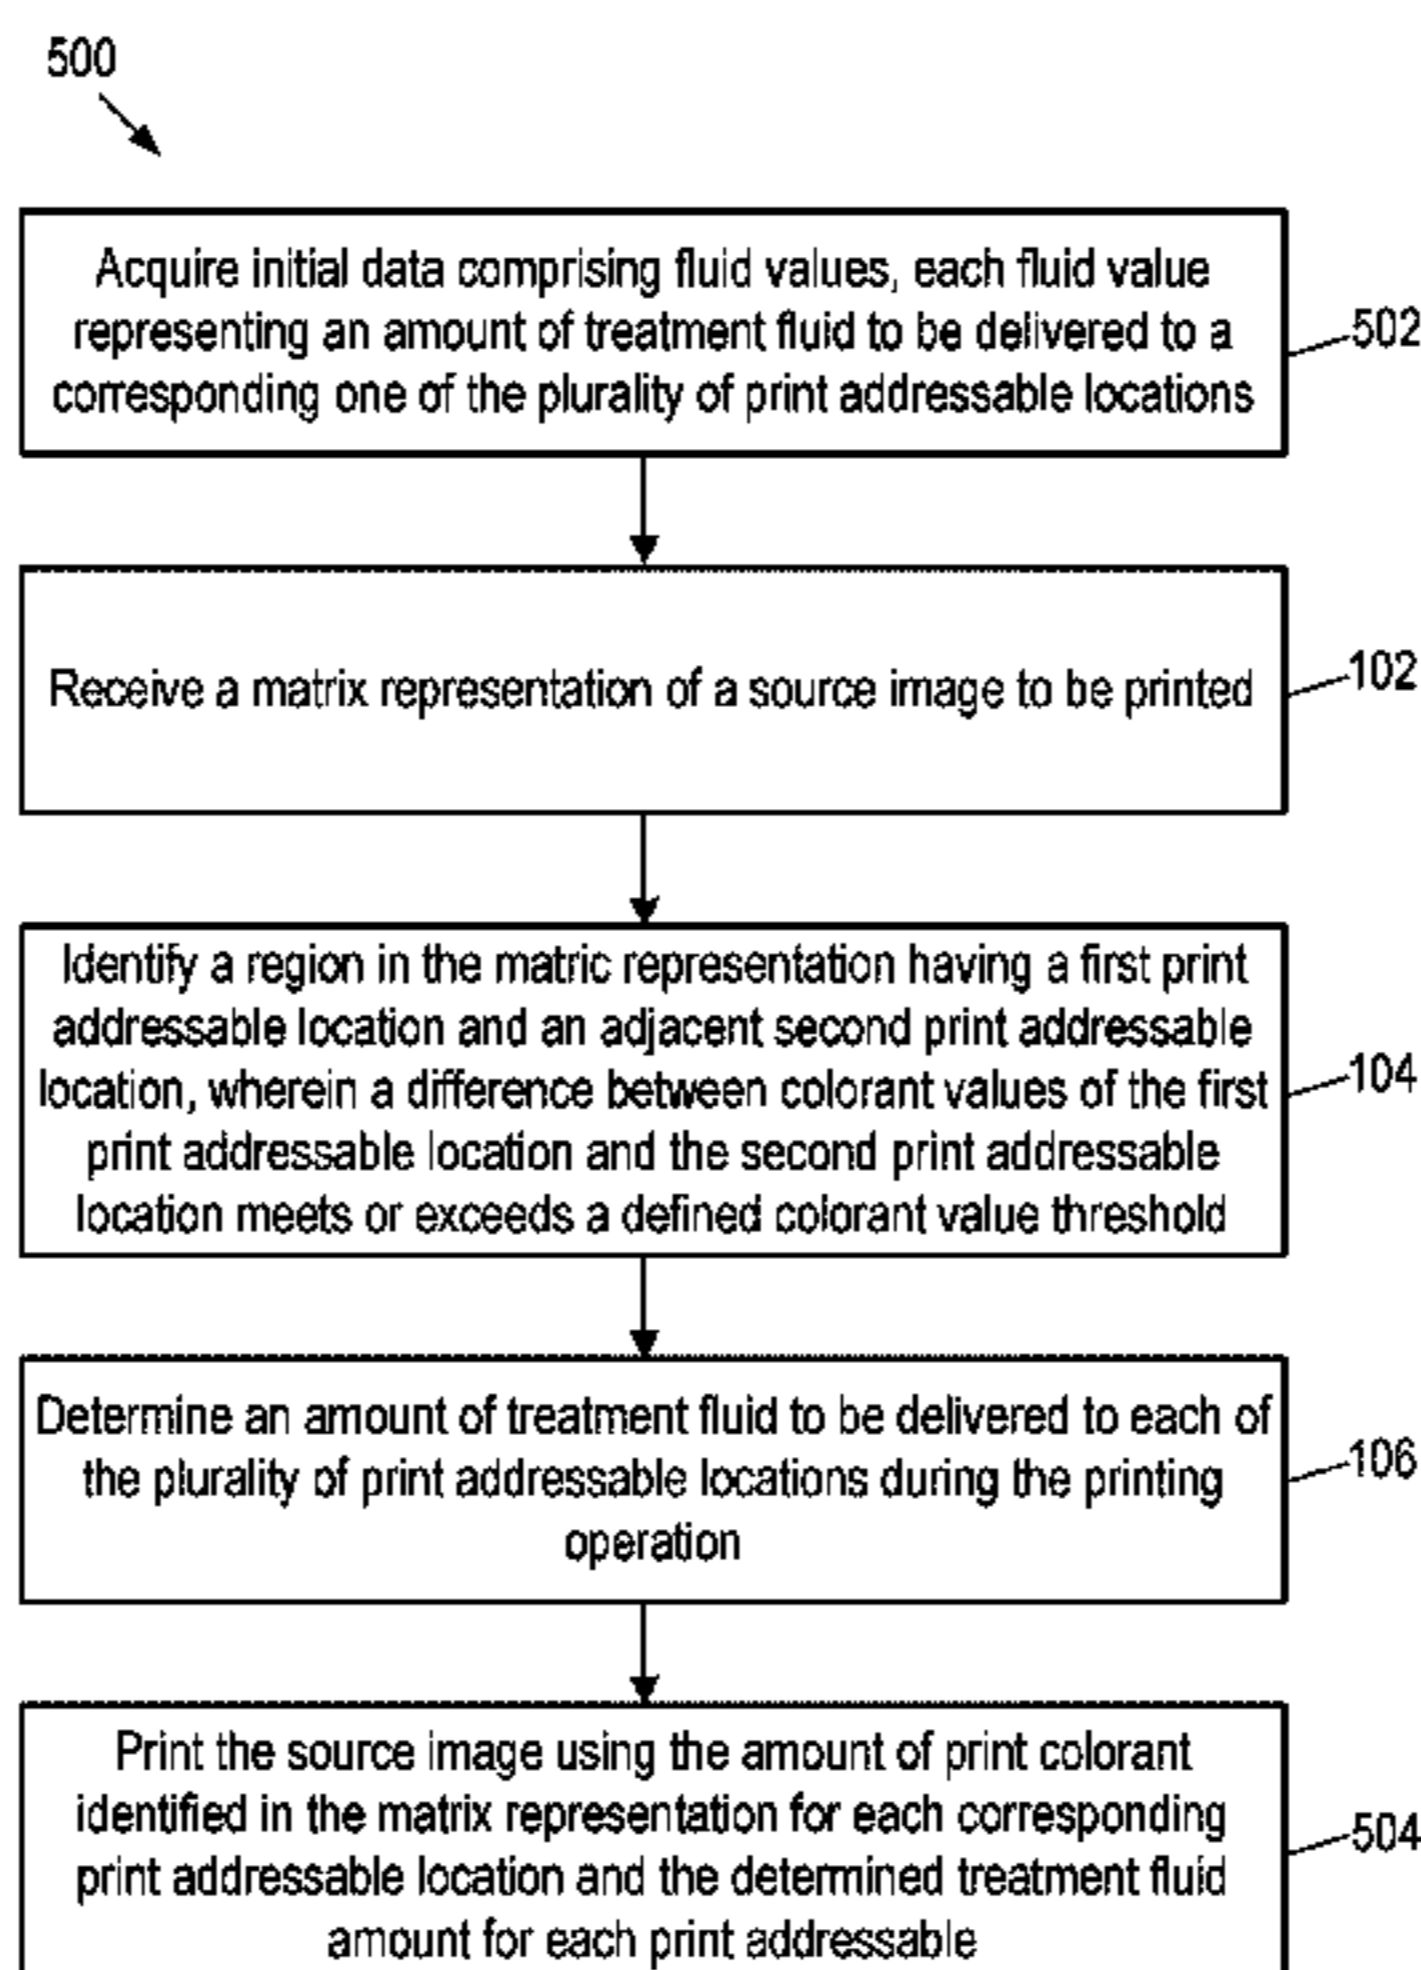 500
Acquire initial data comprising fluid values, each fluid value
representing an amount of treatment fluid to be delivered to a
corresponding one of the plurality of print addressable locations
502
Receive a matrix representation of a source image to be printed
102
Identify a region in the matric representation having a first print
addressable location and an adjacent second print addressable
location, wherein a difference between colorant values of the first
print addressable location and the second print addressable
location meets or exceeds a defined colorant value threshold
104
Determine an amount of treatment fluid to be delivered to each of
the plurality of print addressable locations during the printing
operation
106
Print the source image using the amount of print colorant
identified in the matrix representation for each corresponding
print addressable location and the determined treatment fluid
amount for each print addressable
504